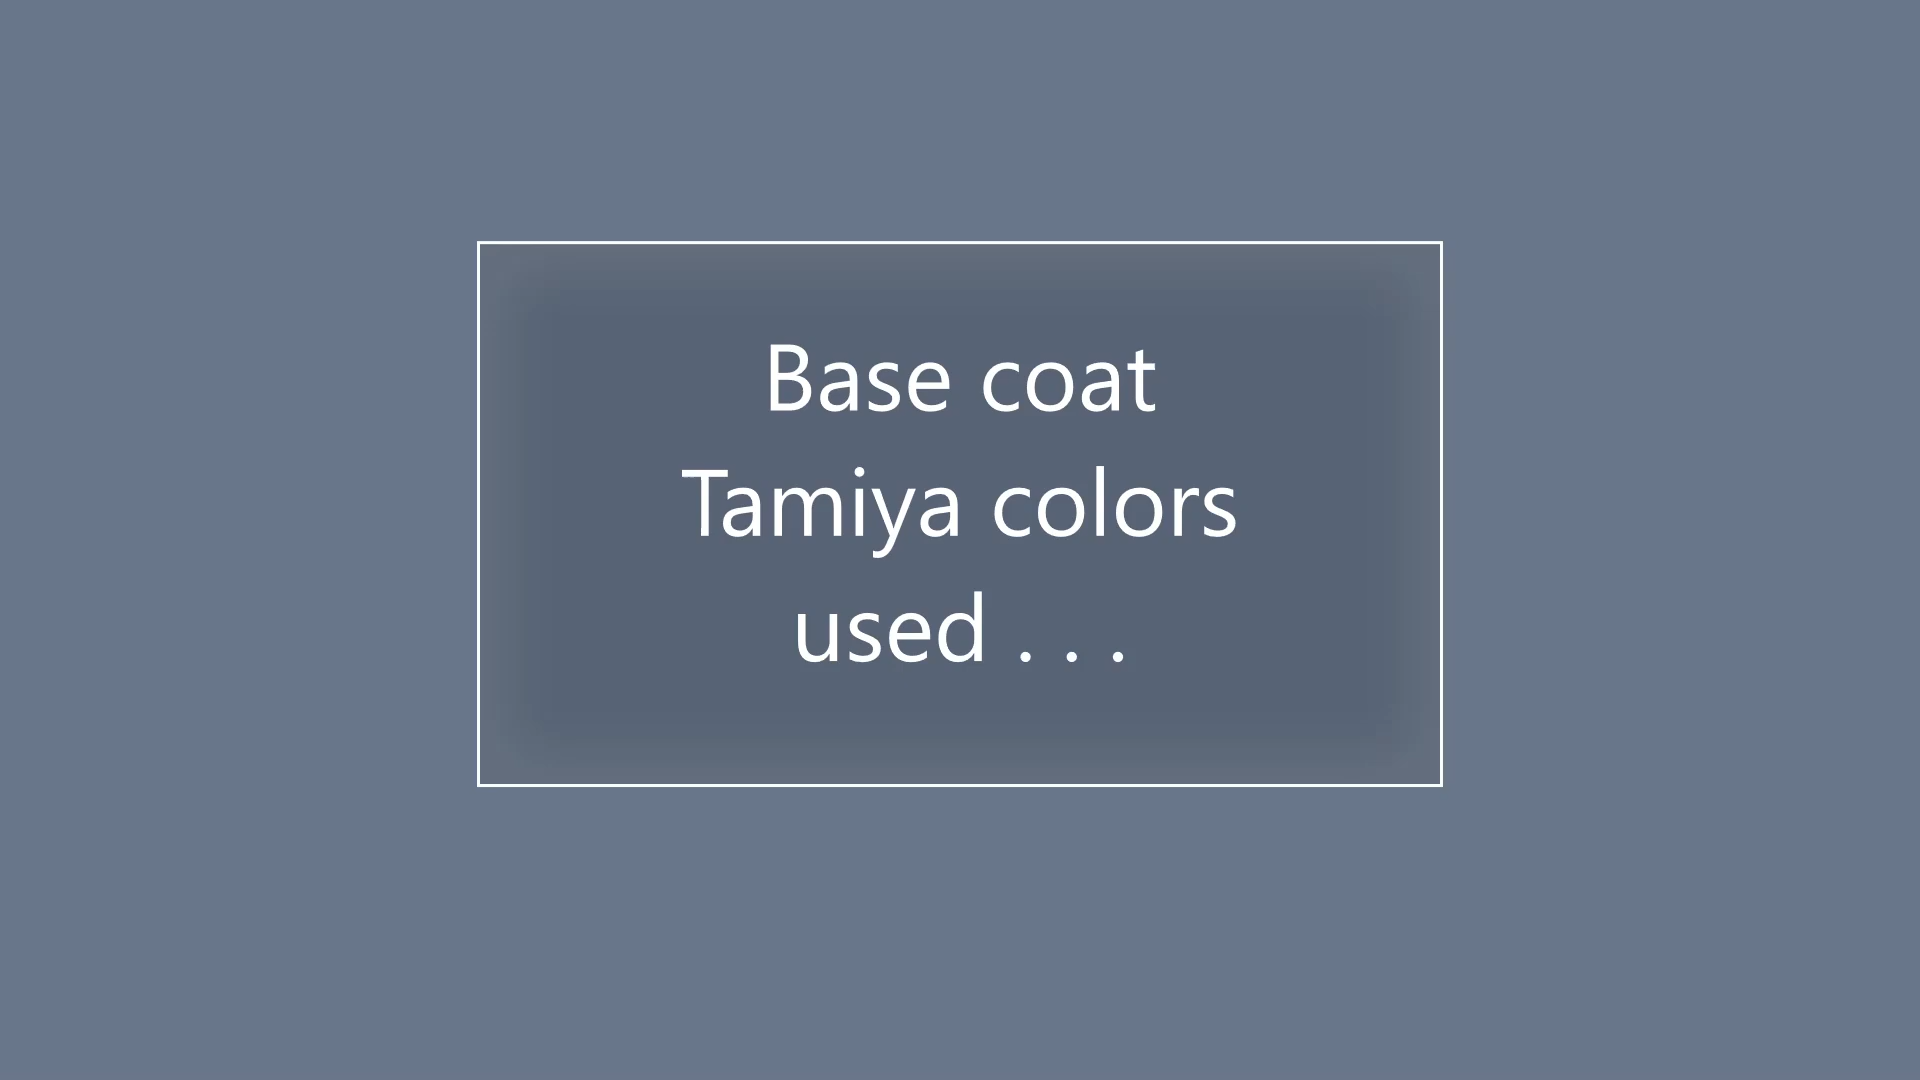 Base coat
Tamiya colors
used . . .